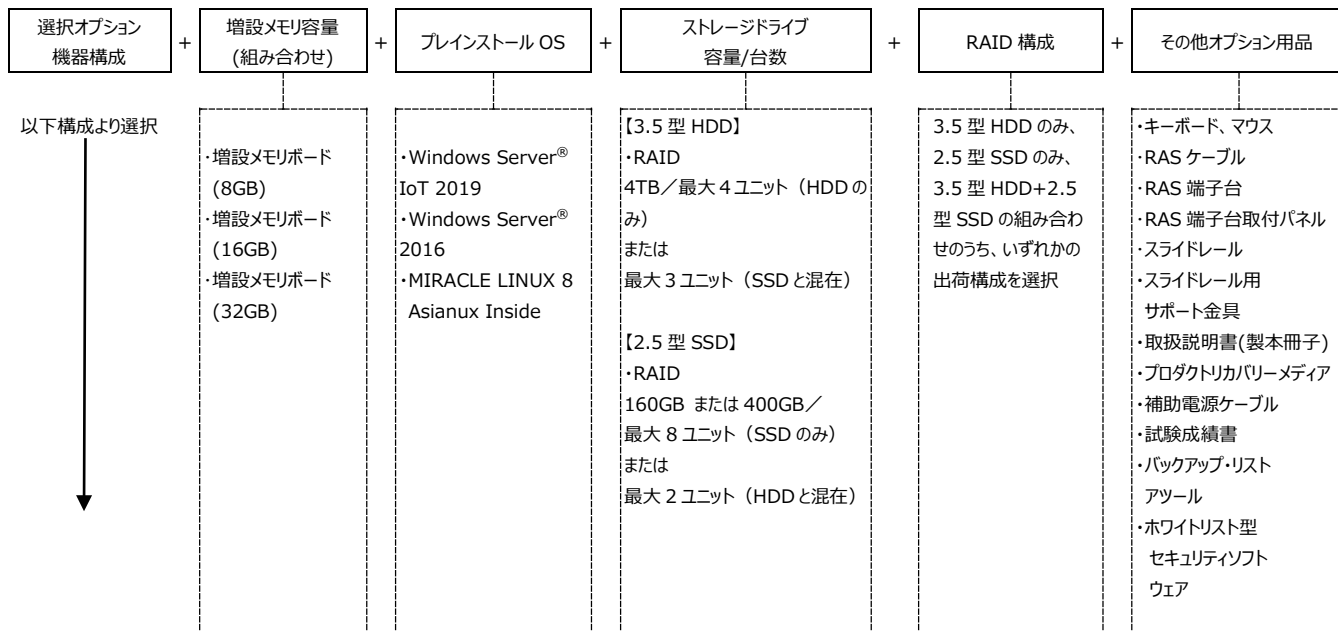 選択オプション
機器構成
+
増設メモリ容量
(組み合わせ)
+
プレインストール OS
+
ストレージドライブ
容量/台数
+
RAID 構成
+
その他オプション用品
以下構成より選択
・増設メモリボード
(8GB)
・増設メモリボード
(16GB)
・増設メモリボード
(32GB)
・Windows Server®
IoT 2019
・Windows Server®
2016
・MIRACLE LINUX 8
Asianux Inside
【3.5 型 HDD】
・RAID
4TB/最大 4 ユニット（HDD の
み）
または
最大 3 ユニット（SSD と混在）
【2.5 型 SSD】
・RAID
160GB または 400GB/
最大 8 ユニット（SSD のみ）
または
最大 2 ユニット（HDD と混在）
3.5 型 HDD のみ、
2.5 型 SSD のみ、
3.5 型 HDD+2.5
型 SSD の組み合わ
せのうち、いずれかの
出荷構成を選択
・キーボード、マウス
・RAS ケーブル
・RAS 端子台
・RAS 端子台取付パネル
・スライドレール
・スライドレール用
サポート金具
・取扱説明書(製本冊子)
・プロダクトリカバリーメディア
・補助電源ケーブル
・試験成績書
・バックアップ・リスト
アツール
・ホワイトリスト型
セキュリティソフト
ウェア